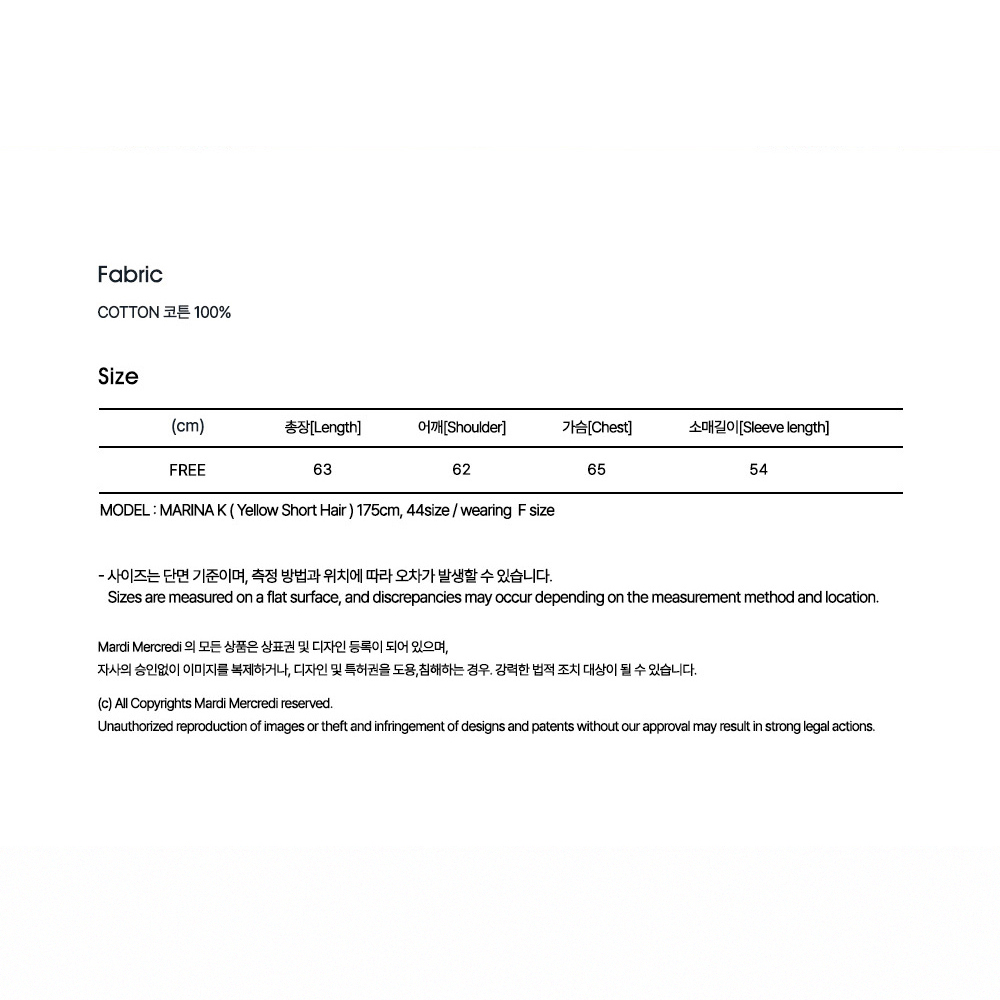 Fabric
COTTON 코튼 100%
Size
(cm) 총장[Length] 어깨[Shoulder] 가슴[Chest] 소매길이[Sleeve length]
FREE 63 62 65 54
MODEL : MARINA K ( Yellow Short Hair ) 175cm, 44size / wearing F size
- 사이즈는 단면 기준이며, 측정 방법과 위치에 따라 오차가 발생할 수 있습니다.
Sizes are measured on a flat surface, and discrepancies may occur depending on the measurement method and location.
Mardi Mercredi 의 모든 상품은 상표권 및 디자인 등록이 되어 있으며,
자사의 승인없이 이미지를 복제하거나, 디자인 및 특허권을 도용,침해하는 경우. 강력한 법적 조치 대상이 될 수 있습니다.
(c) All Copyrights Mardi Mercredi reserved.
Unauthorized reproduction of images or theft and infringement of designs and patents without our approval may result in strong legal actions.